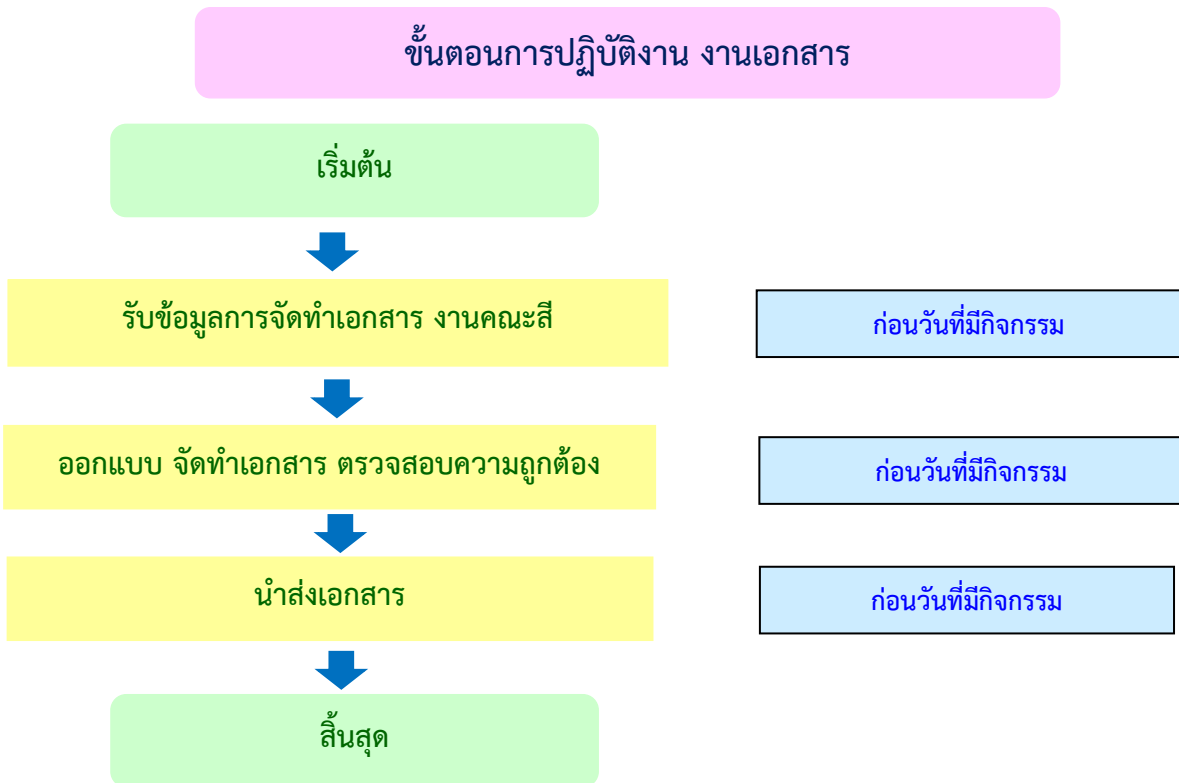 ขั้นตอนการปฏิบัติงาน งานเอกสาร
เริ่มต้น
รับข้อมูลการจัดทำเอกสาร งานคณะสี
ก่อนวันที่มีกิจกรรม
ออกแบบ จัดทำเอกสาร ตรวจสอบความถูกต้อง
ก่อนวันที่มีกิจกรรม
นำส่งเอกสาร
ก่อนวันที่มีกิจกรรม
สิ้นสุด